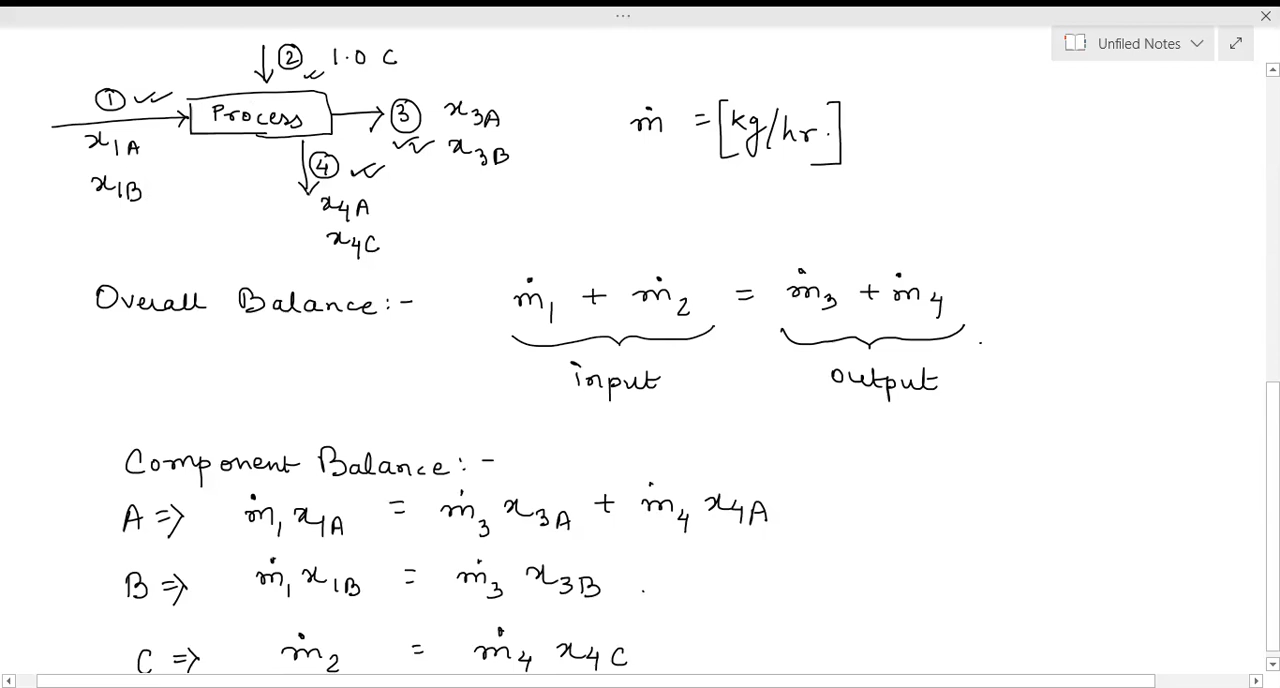 ...
Unfiled Notes
② 1.0 C
①
Process
③ x3A
x1A
x3B
ṁ = [kg/hr.]
x1B
④
x4A
x4C
Overall Balance:- ṁ1 + ṁ2 = ṁ3 + ṁ4
input output
Component Balance:-
A => ṁ1 x1A = ṁ3 x3A + ṁ4 x4A
B => ṁ1 x1B = ṁ3 x3B
C => ṁ2 = ṁ4 x4C